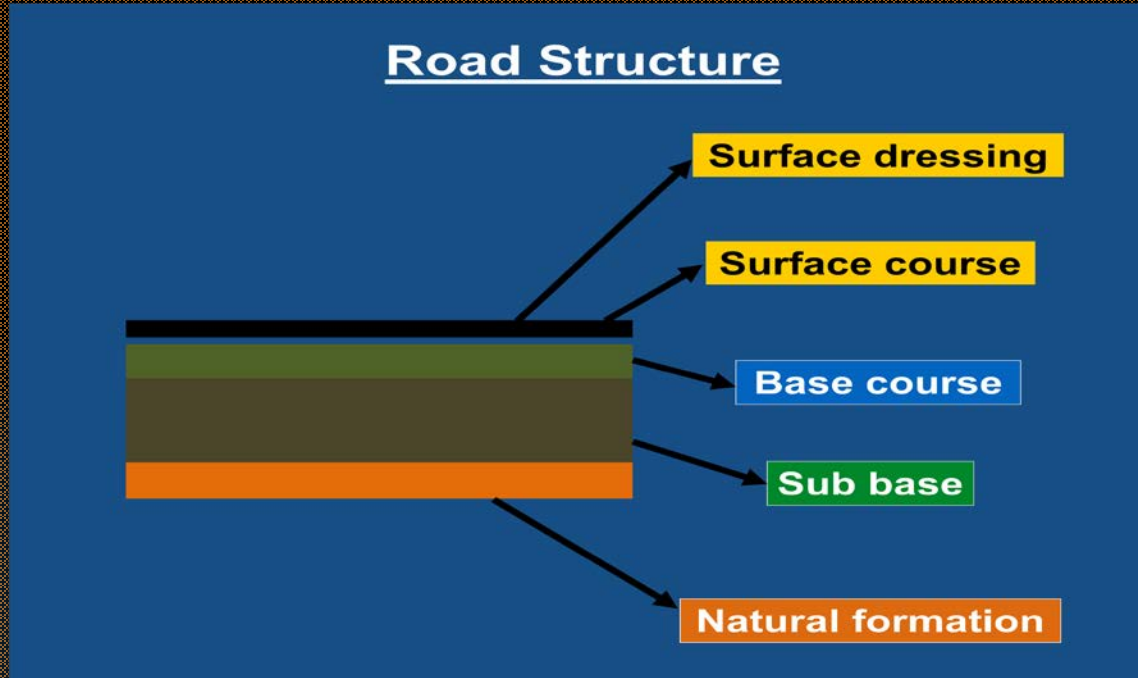 Road Structure
Surface dressing
Surface course
Base course
Sub base
Natural formation